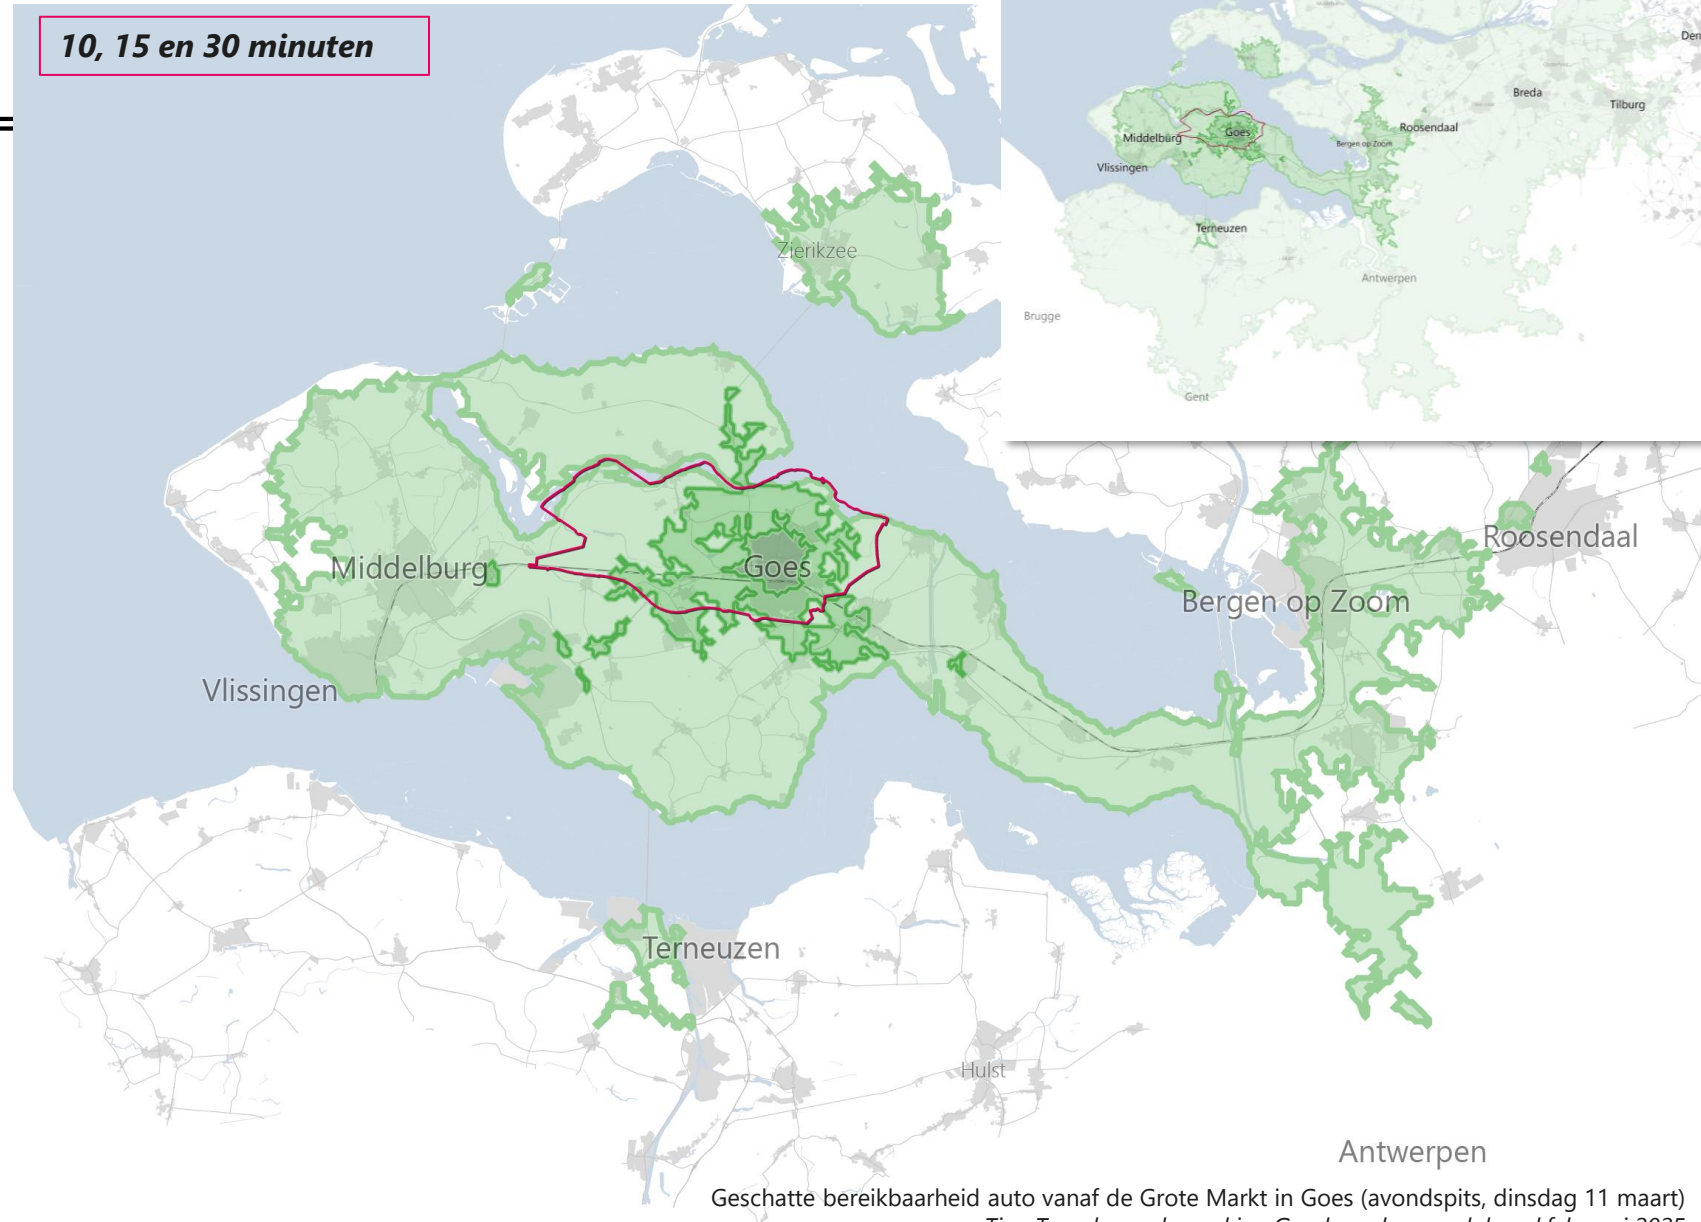 10, 15 en 30 minuten
Breda
Tilburg
Roosendaal
Bergen op Zoom
Goes
Middelburg
Vlissingen
Terneuzen
Antwerpen
Brugge
Gent
Zierikzee
Middelburg
Goes
Vlissingen
Bergen op Zoom
Roosendaal
Terneuzen
Hulst
Antwerpen
Geschatte bereikbaarheid auto vanaf de Grote Markt in Goes (avondspits, dinsdag 11 maart)